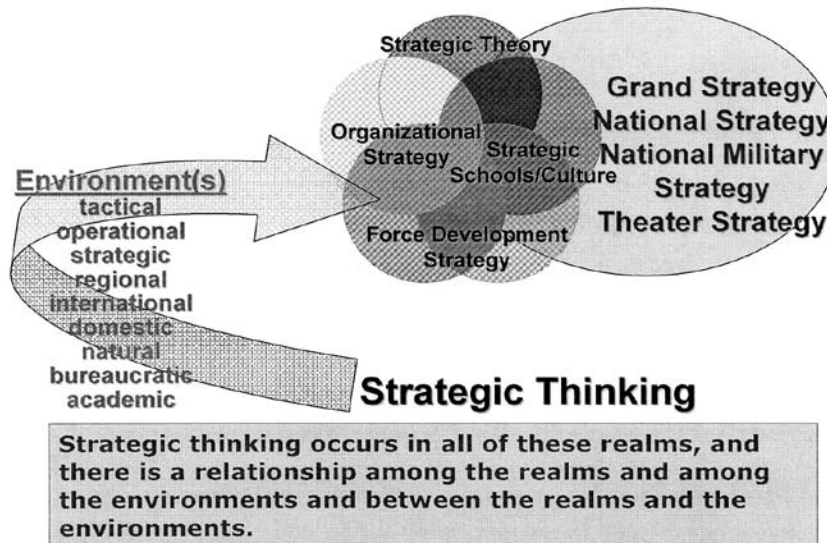 Strategic Theory
Organizational
Strategy
Strategic
Schools/Culture
Force Development
Strategy
Grand Strategy
National Strategy
National Military
Strategy
Theater Strategy
Environment(s)
tactical
operational
strategic
regional
international
domestic
natural
bureaucratic
academic
Strategic Thinking
Strategic thinking occurs in all of these realms, and
there is a relationship among the realms and among
the environments and between the realms and the
environments.